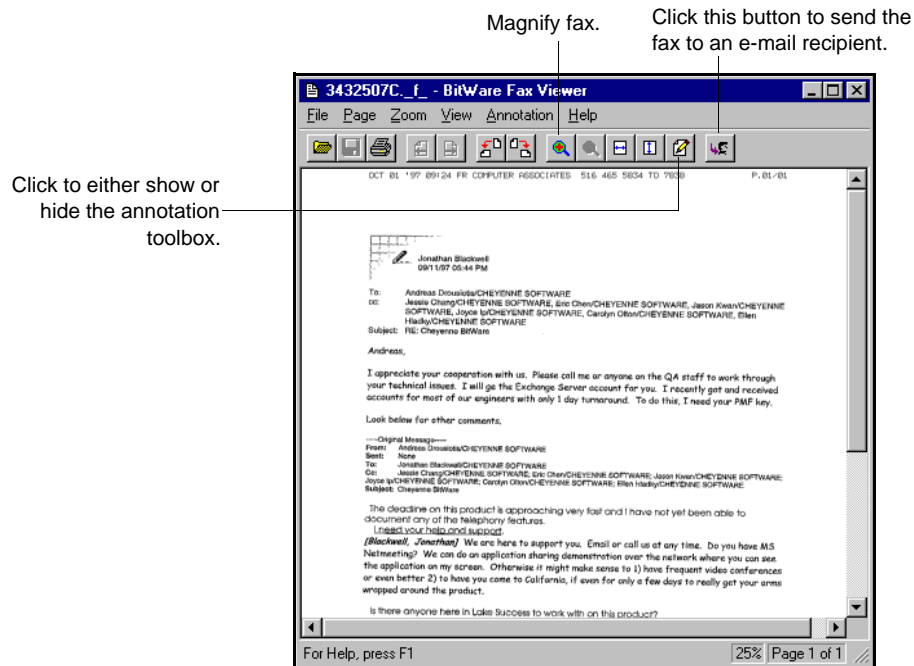 Magnify fax.
Click this button to send the
fax to an e-mail recipient.
3432507C._f_ - BitWare Fax Viewer
File Page Zoom View Annotation Help
Click to either show or
hide the annotation
toolbox.
OCT 01 '97 09:24 FR COMPUTER ASSOCIATES 516 465 5834 TO 7838 P.01/01
Jonathan Blackwell
09/11/97 05:44 PM
To: Andreas Drousiotis/CHEYENNE SOFTWARE
cc: Jessie Chang/CHEYENNE SOFTWARE, Eric Chen/CHEYENNE SOFTWARE, Jason Kwan/CHEYENNE
SOFTWARE, Joyce Ip/CHEYENNE SOFTWARE, Carolyn Olton/CHEYENNE SOFTWARE, Ellen
Hladky/CHEYENNE SOFTWARE
Subject: RE: Cheyenne BitWare
Andreas,
I appreciate your cooperation with us. Please call me or anyone on the QA staff to work through
your technical issues. I will ge the Exchange Server account for you. I recently got and received
accounts for most of our engineers with only 1 day turnaround. To do this, I need your PMF key.
Look below for other comments.
----Original Message----
From: Andreas Drousiotis/CHEYENNE SOFTWARE
Sent: None
To: Jonathan Blackwell/CHEYENNE SOFTWARE
Cc: Jessie Chang/CHEYENNE SOFTWARE; Eric Chen/CHEYENNE SOFTWARE; Jason Kwan/CHEYENNE SOFTWARE;
Joyce Ip/CHEYENNE SOFTWARE; Carolyn Olton/CHEYENNE SOFTWARE; Ellen Hladky/CHEYENNE SOFTWARE
Subject: Cheyenne BitWare
The deadline on this product is approaching very fast and I have not yet been able to
document any of the telephony features.
I need your help and support.
[Blackwell, Jonathan] We are here to support you. Email or call us at any time. Do you have MS
Netmeeting? We can do an application sharing demonstration over the network where you can see
the application on my screen. Otherwise it might make sense to 1) have frequent video conferences
or even better 2) to have you come to California, if even for only a few days to really get your arms
wrapped around the product.
Is there anyone here in Lake Success to work with on this product?
For Help, press F1 25% Page 1 of 1